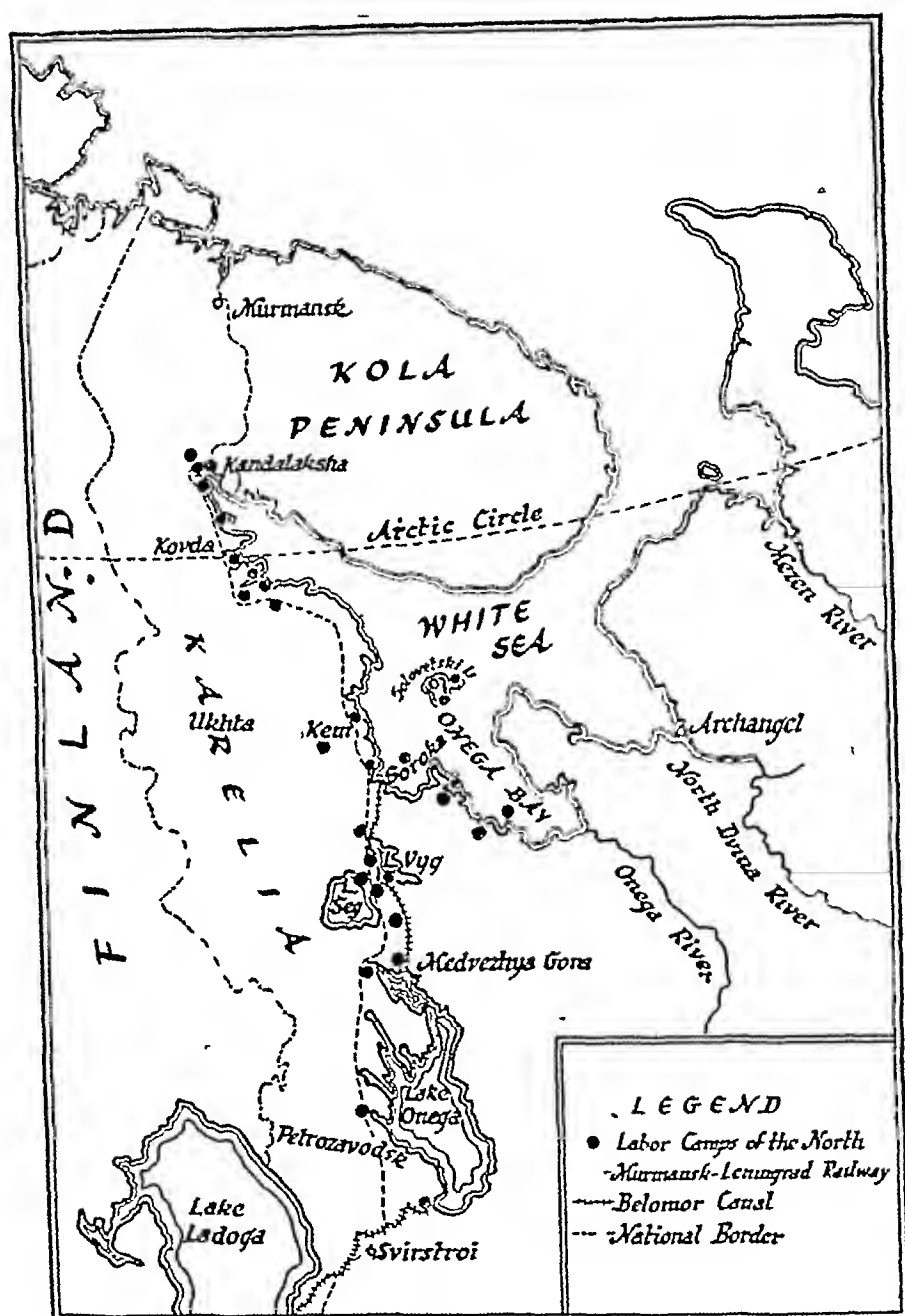 Murmansk
KOLA
PENINSULA
Kandalaksha
Arctic Circle
Kovda
FINLAND
KARELIA
WHITE
SEA
Mezen River
Solovetski Is
Ukhta
Kem
Soroka
ONEGA
BAY
Archangel
North Dvina River
Onega River
L. Vyg
Seg
Medvezhya Gora
Lake
Onega
Petrozavodsk
Lake
Ladoga
Svirstroi
LEGEND
Labor Camps of the North
Murmansk-Leningrad Railway
Belomor Canal
National Border